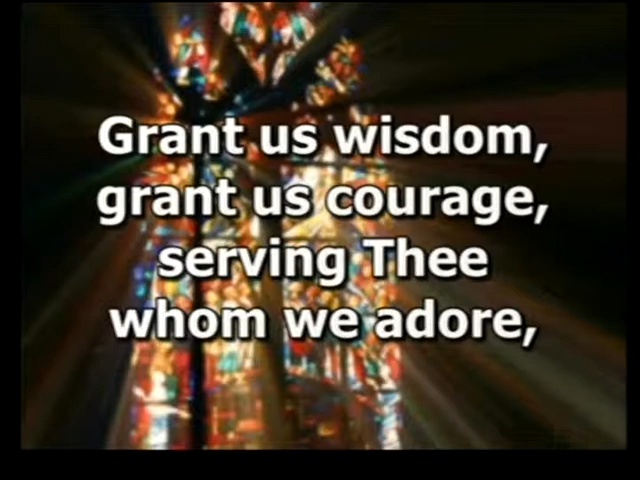 Grant us wisdom,
grant us courage,
serving Thee
whom we adore,